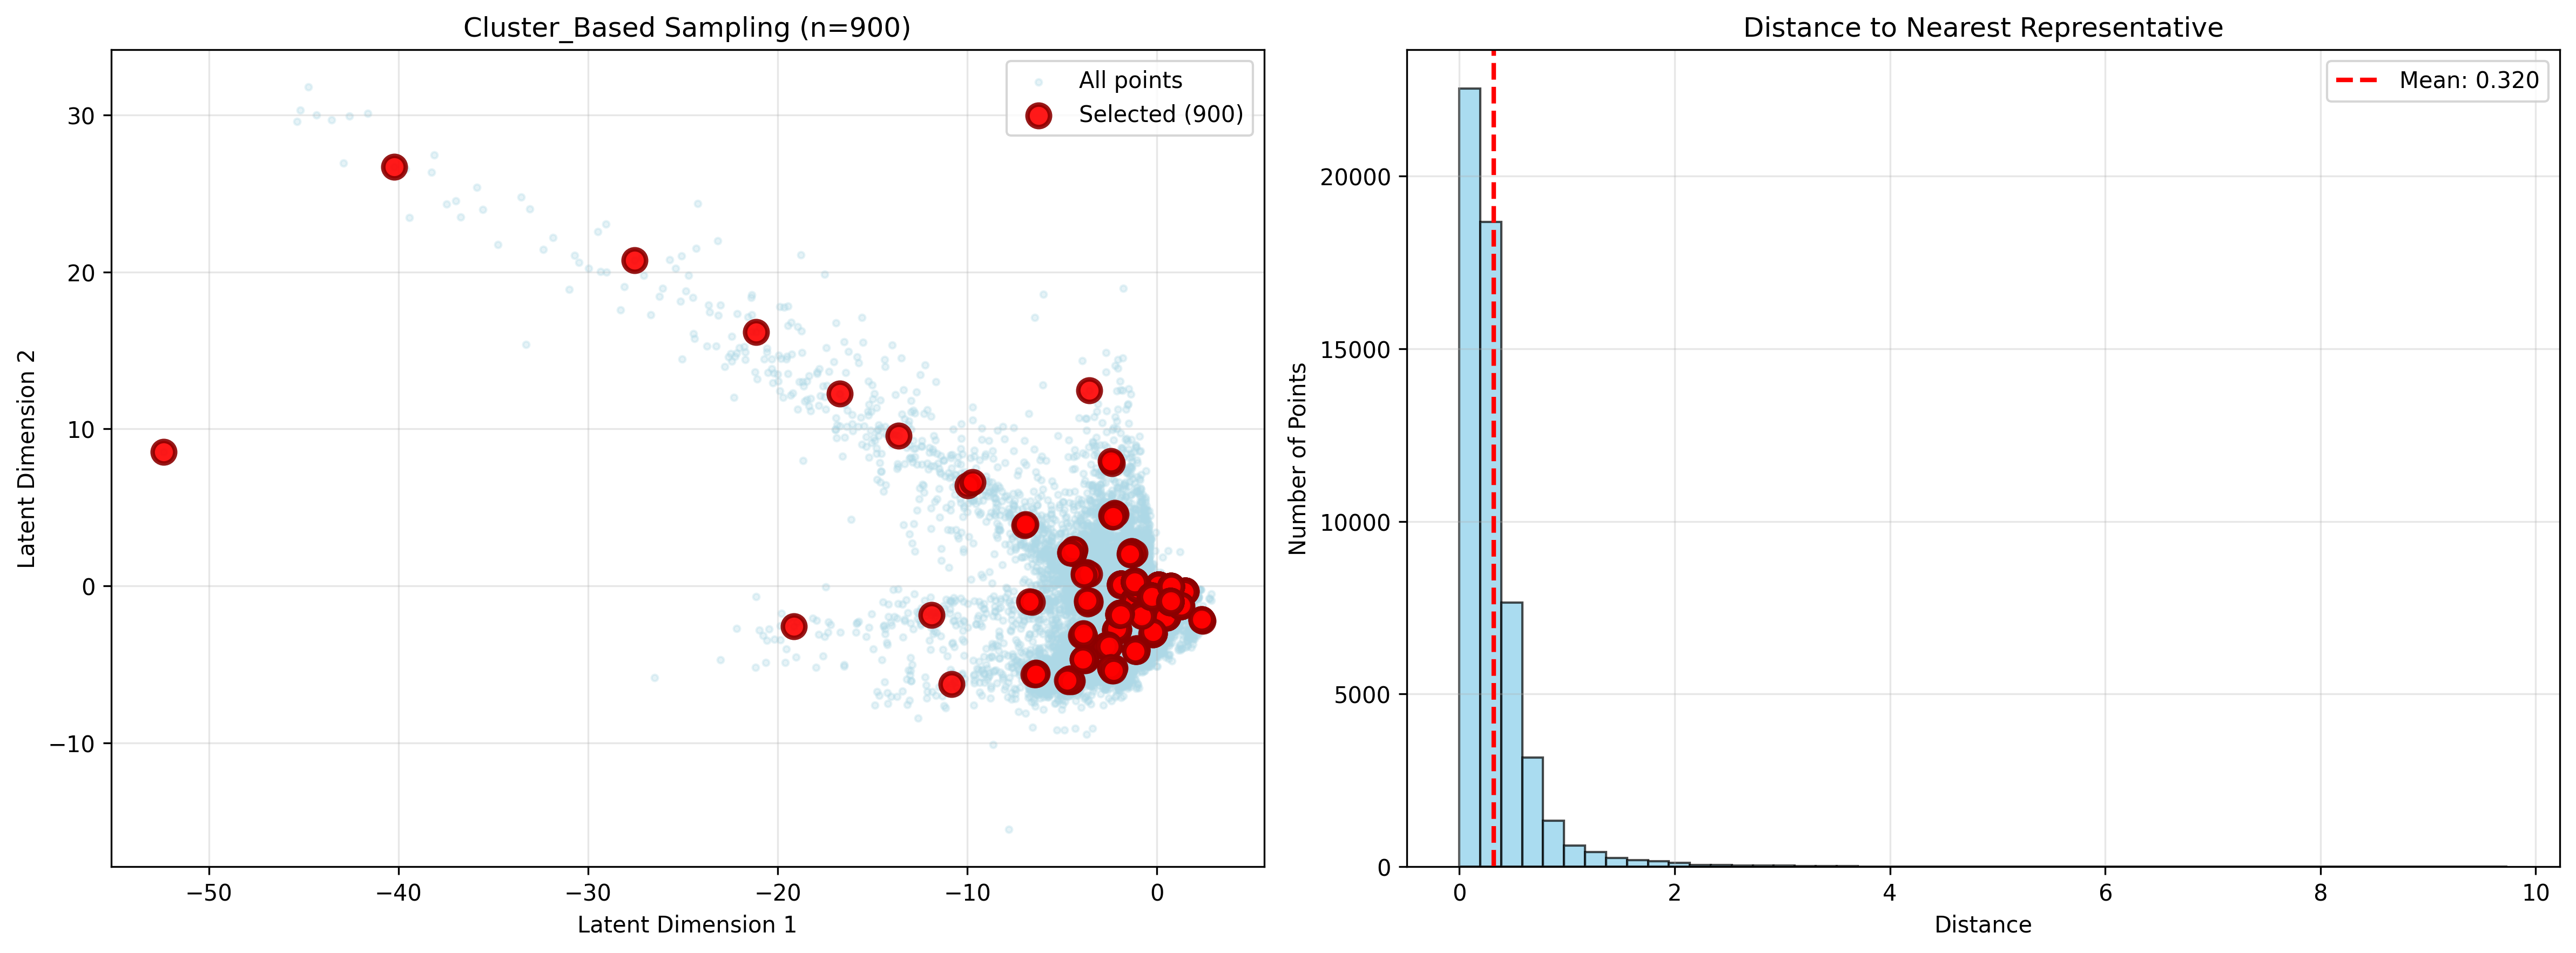 Cluster_Based Sampling (n=900)
All points
Selected (900)
30
20
10
0
−10
Latent Dimension 2
−50
−40
−30
−20
−10
0
Latent Dimension 1
Distance to Nearest Representative
Mean: 0.320
20000
15000
10000
5000
0
Number of Points
0
2
4
6
8
10
Distance